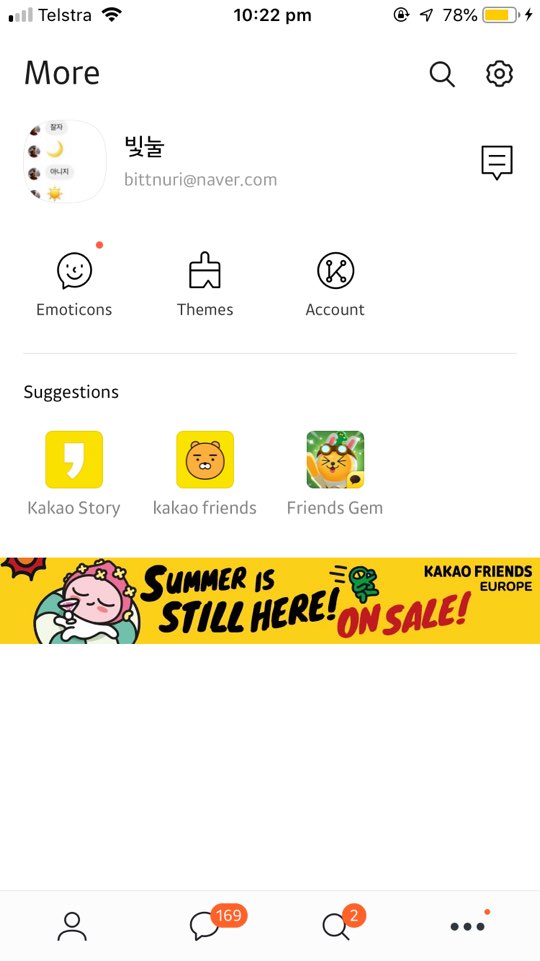 Telstra 10:22 pm 78%
More
잘자
아니지
빛눌
bittnuri@naver.com
Emoticons Themes Account
Suggestions
Kakao Story kakao friends Friends Gem
SUMMER IS
STILL HERE! ON SALE!
KAKAO FRIENDS
EUROPE
169 2